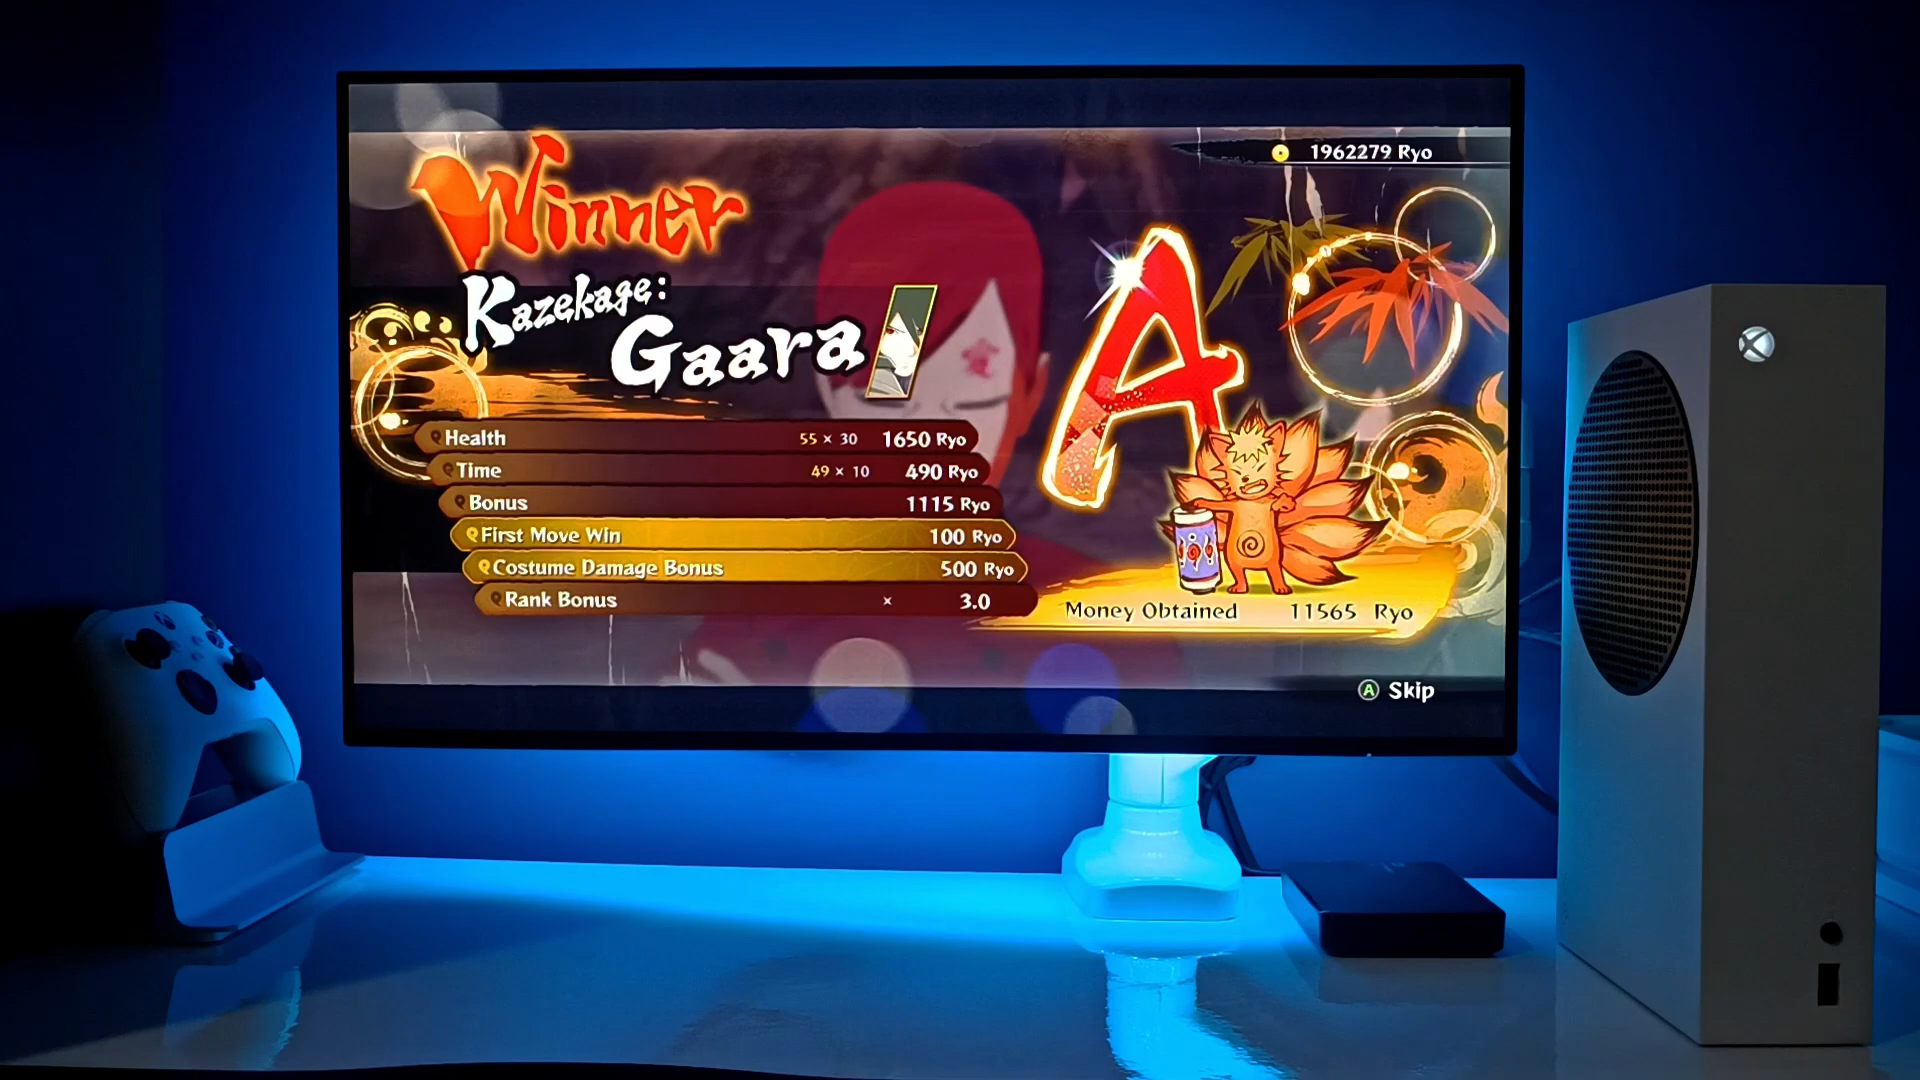 1962279 Ryo
Winner
Kazekage:
Gaara
愛
A
Health 55 × 30 1650 Ryo
Time 49 × 10 490 Ryo
Bonus 1115 Ryo
First Move Win 100 Ryo
Costume Damage Bonus 500 Ryo
Rank Bonus × 3.0
Money Obtained 11565 Ryo
A Skip